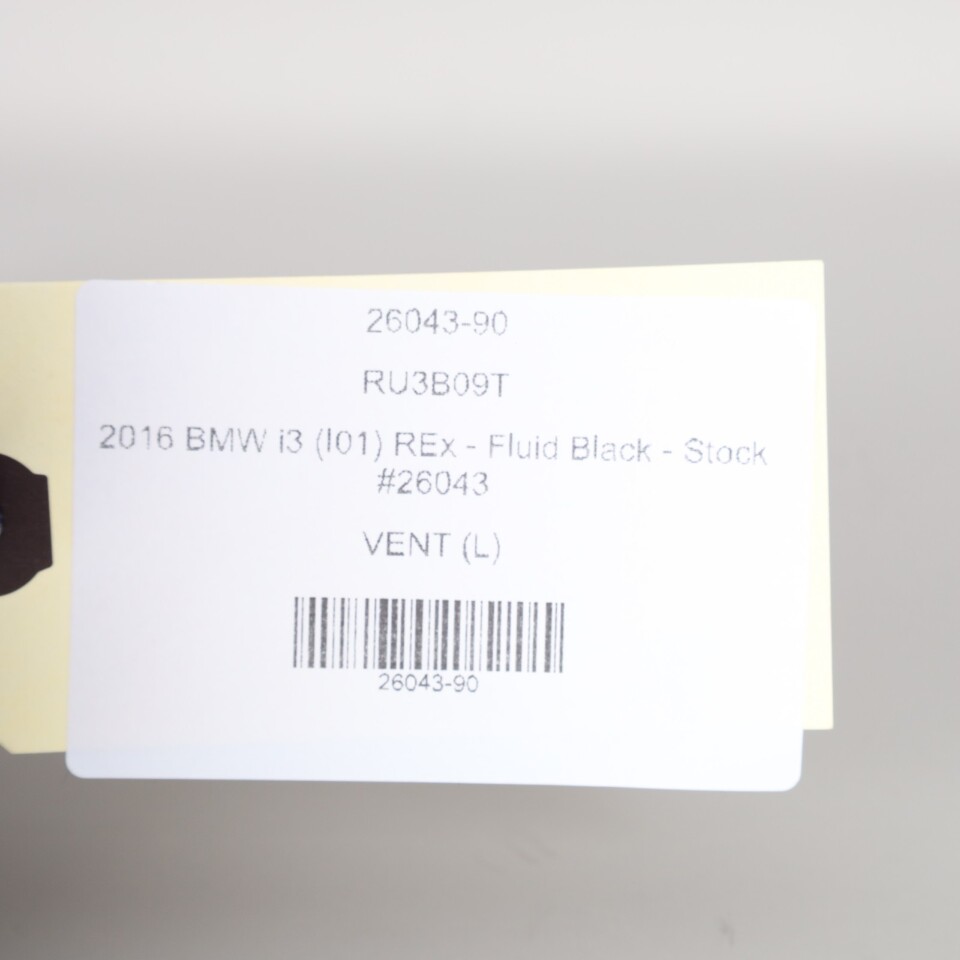 26043-90
RU3B09T
2016 BMW i3 (I01) REx - Fluid Black - Stock
#26043
VENT (L)
26043-90